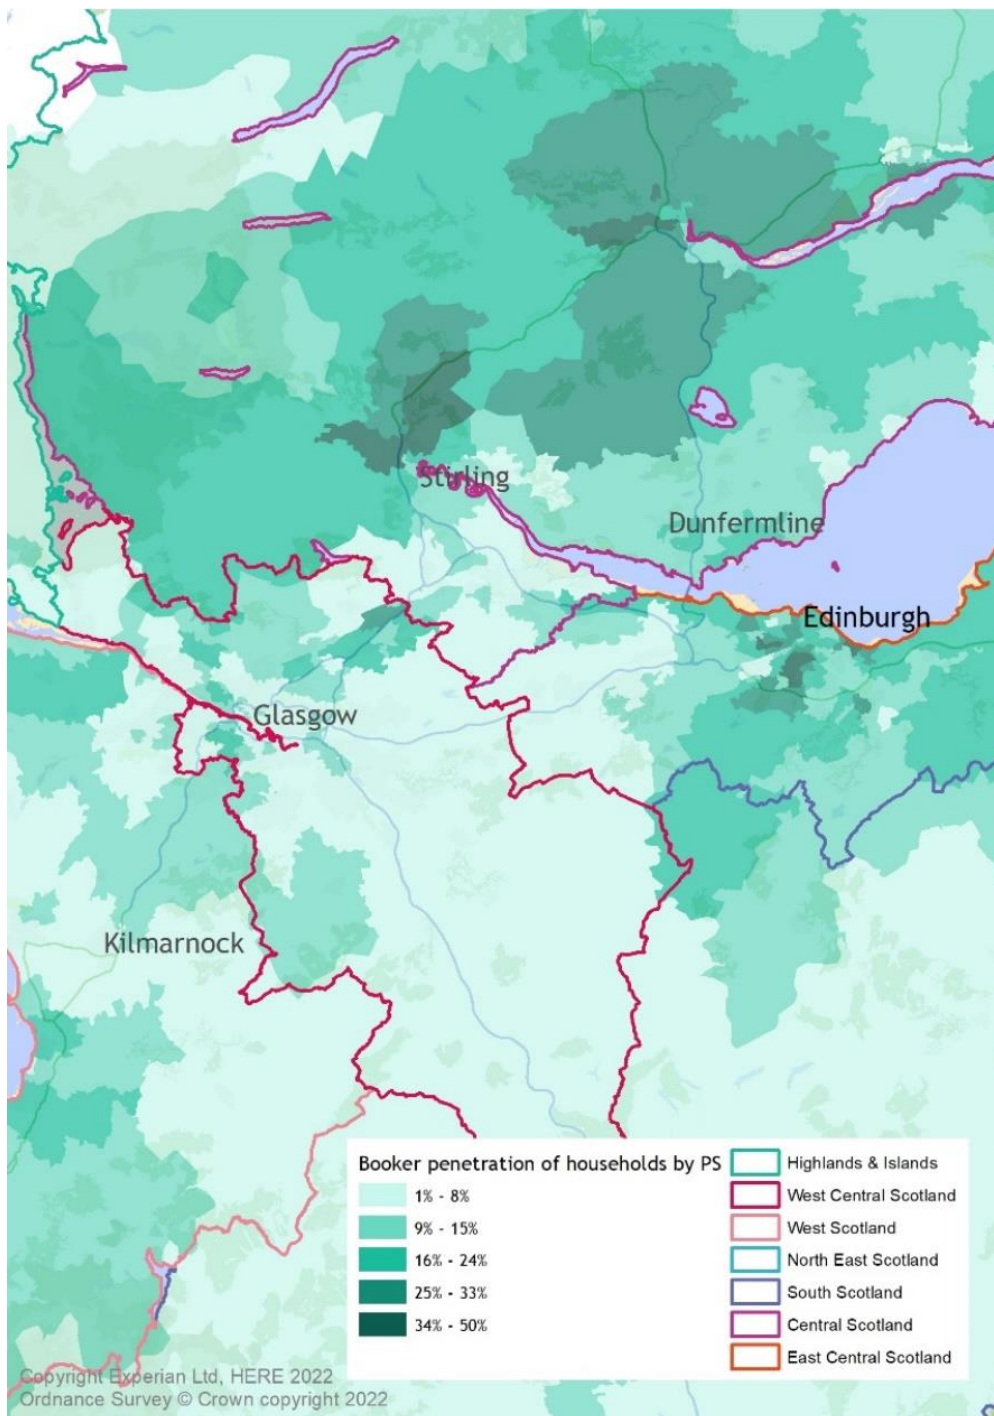 Stirling
Dunfermline
Edinburgh
Glasgow
Kilmarnock
Booker penetration of households by PS
1% - 8%
9% - 15%
16% - 24%
25% - 33%
34% - 50%
Highlands & Islands
West Central Scotland
West Scotland
North East Scotland
South Scotland
Central Scotland
East Central Scotland
Copyright Experian Ltd, HERE 2022
Ordnance Survey © Crown copyright 2022